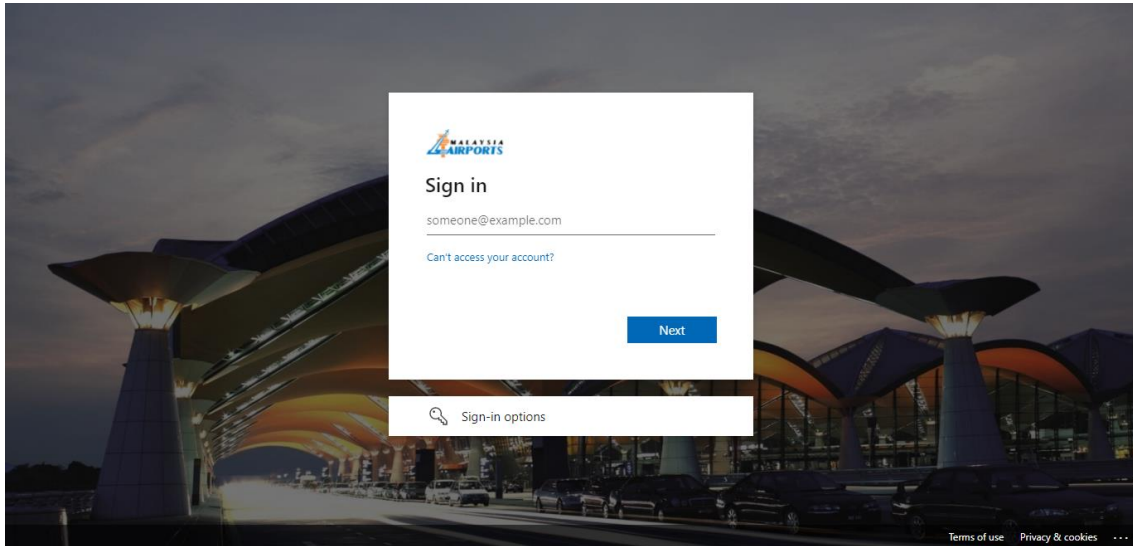 MALAYSIA
AIRPORTS
Sign in
someone@example.com
Can't access your account?
Next
Sign-in options
Terms of use Privacy & cookies ...